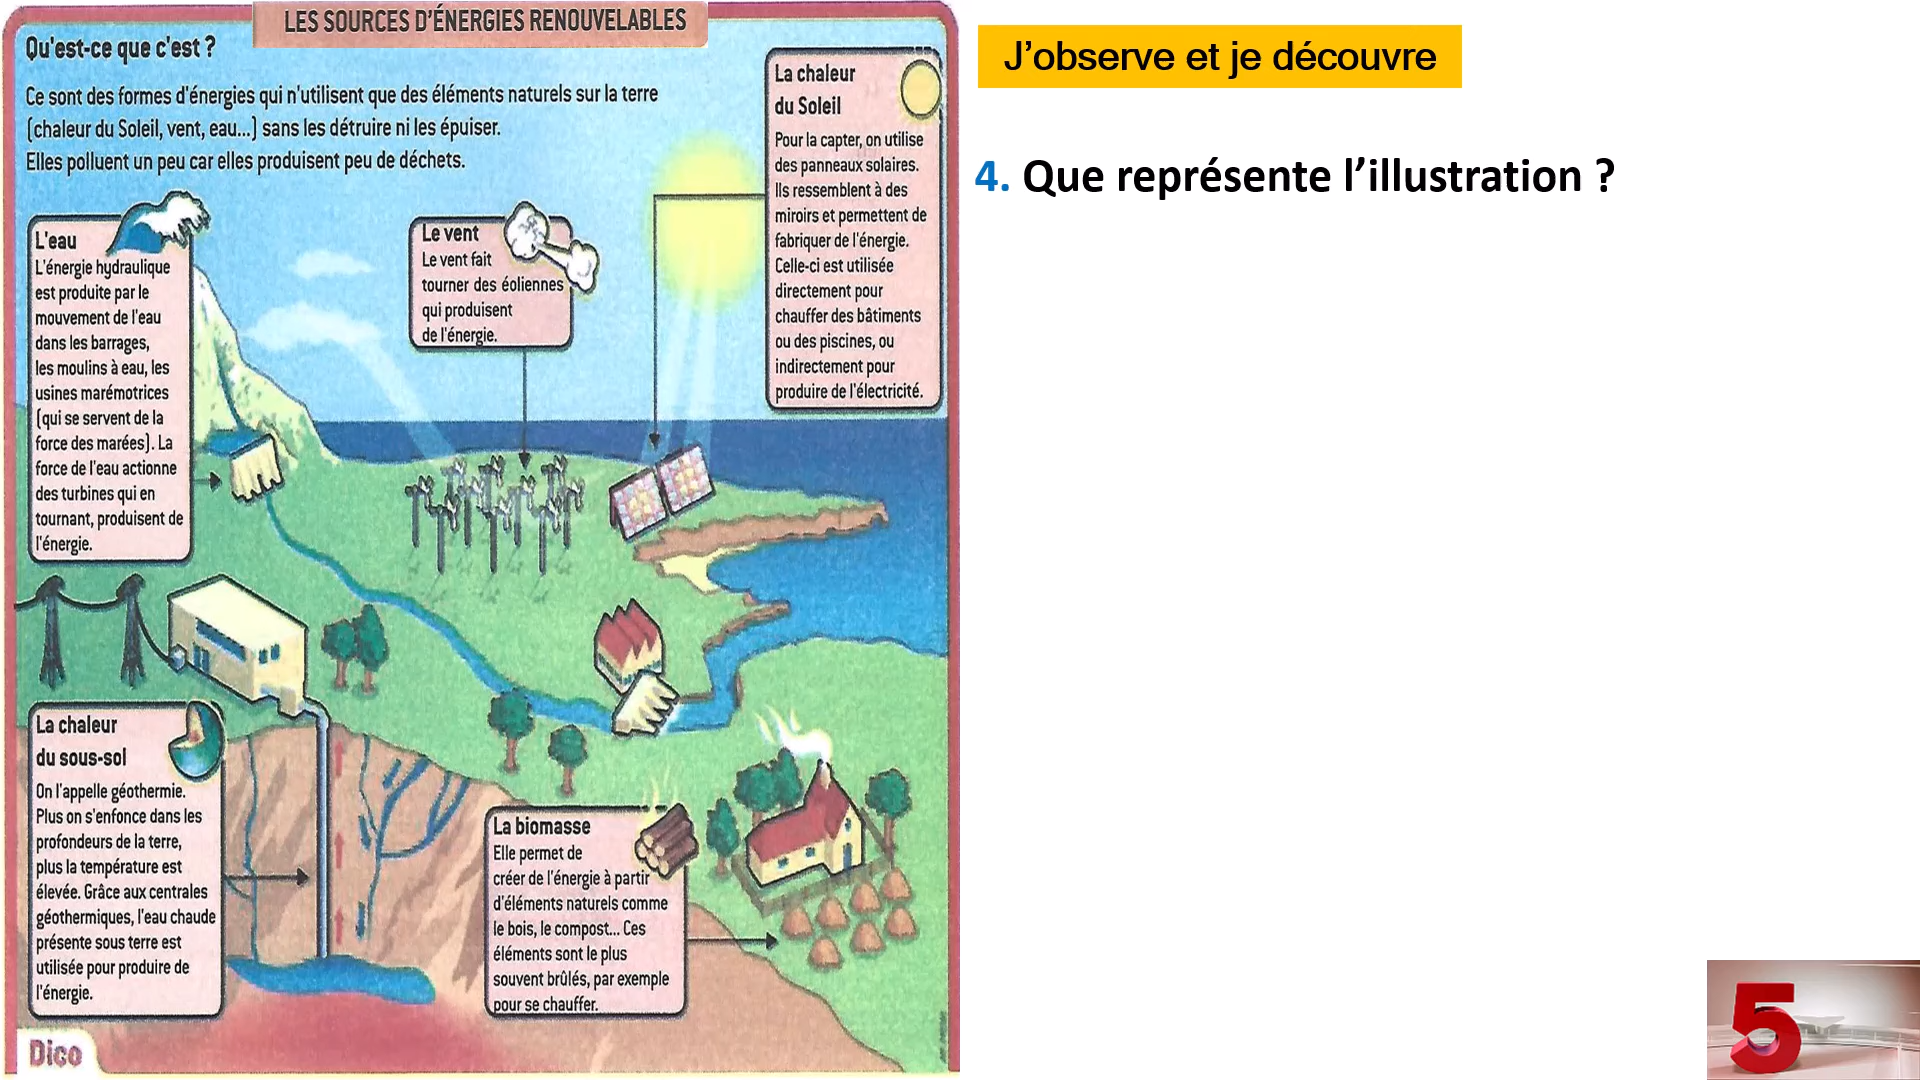 LES SOURCES D'ÉNERGIES RENOUVELABLES
Qu'est-ce que c'est ?
Ce sont des formes d'énergies qui n'utilisent que des éléments naturels sur la terre
(chaleur du Soleil, vent, eau...) sans les détruire ni les épuiser.
Elles polluent un peu car elles produisent peu de déchets.
L'eau
L'énergie hydraulique
est produite par le
mouvement de l'eau
dans les barrages,
les moulins à eau, les
usines marémotrices
(qui se servent de la
force des marées). La
force de l'eau actionne
des turbines qui en
tournant, produisent de
l'énergie.
Le vent
Le vent fait
tourner des éoliennes
qui produisent
de l'énergie.
La chaleur
du Soleil
Pour la capter, on utilise
des panneaux solaires.
Ils ressemblent à des
miroirs et permettent de
fabriquer de l'énergie.
Celle-ci est utilisée
directement pour
chauffer des bâtiments
ou des piscines, ou
indirectement pour
produire de l'électricité.
La chaleur
du sous-sol
On l'appelle géothermie.
Plus on s'enfonce dans les
profondeurs de la terre,
plus la température est
élevée. Grâce aux centrales
géothermiques, l'eau chaude
présente sous terre est
utilisée pour produire de
l'énergie.
La biomasse
Elle permet de
créer de l'énergie à partir
d'éléments naturels comme
le bois, le compost... Ces
éléments sont le plus
souvent brûlés, par exemple
pour se chauffer.
Dico
J'observe et je découvre
4. Que représente l'illustration ?
5